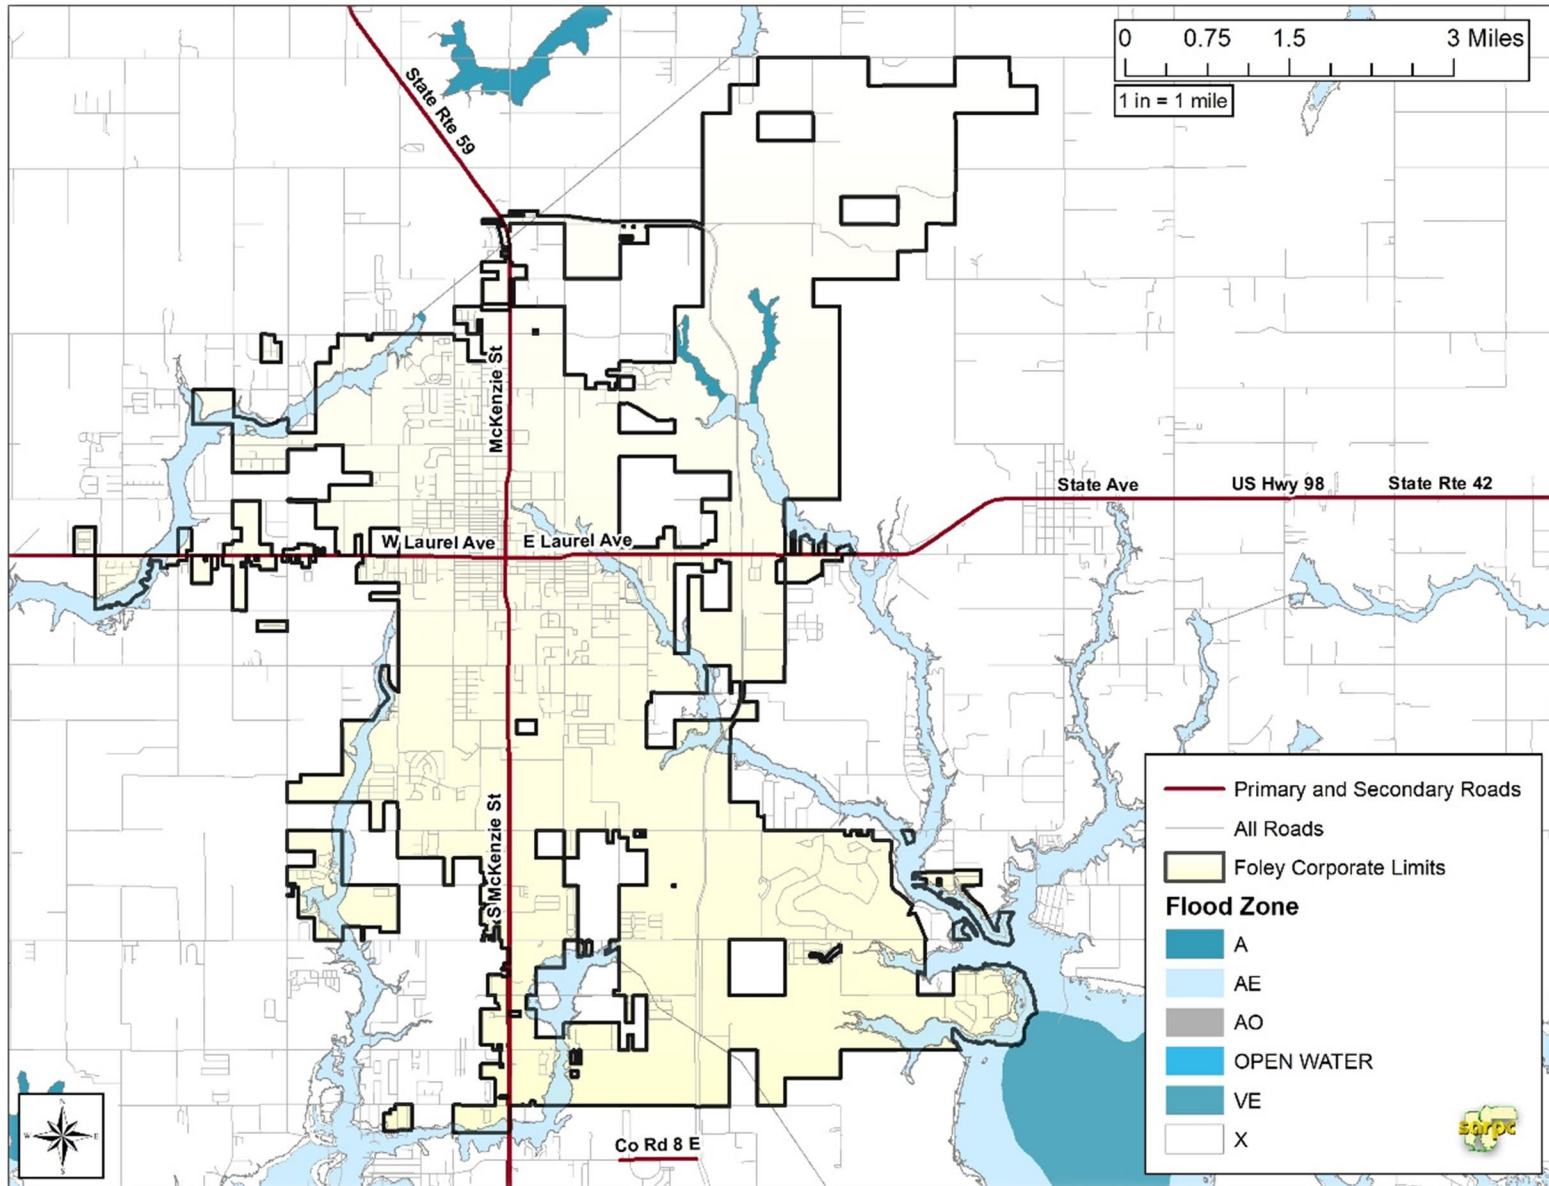 0 0.75 1.5 3 Miles
1 in = 1 mile
State Rte 59
McKenzie St
State Ave
US Hwy 98
State Rte 42
W Laurel Ave
E Laurel Ave
S McKenzie St
Co Rd 8 E
Primary and Secondary Roads
All Roads
Foley Corporate Limits
Flood Zone
A
AE
AO
OPEN WATER
VE
X
N
W E
S
sarpc